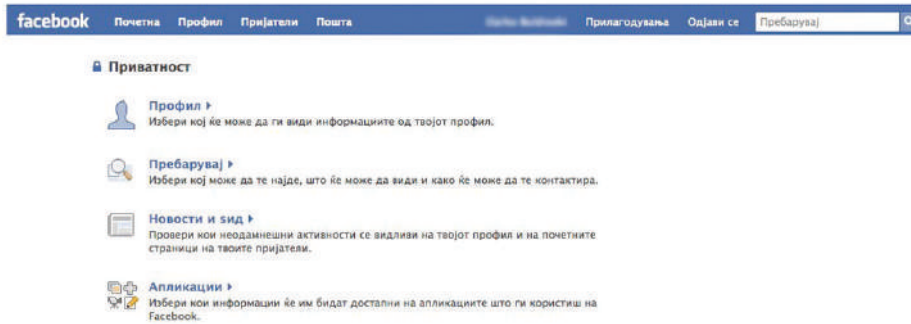 facebook Почетна Профил Пријатели Пошта Прилагодувања Одјави се Пребарувај
Приватност
Профил
Избери кој ќе може да ги види информациите од твојот профил.
Пребарувај
Избери кој може да те најде, што ќе може да види и како ќе може да те контактира.
Новости и ѕид
Провери кои неодамнешни активности се видливи на твојот профил и на почетните
страници на твоите пријатели.
Апликации
Избери кои информации ќе им бидат достапни на апликациите што ги користиш на
Facebook.